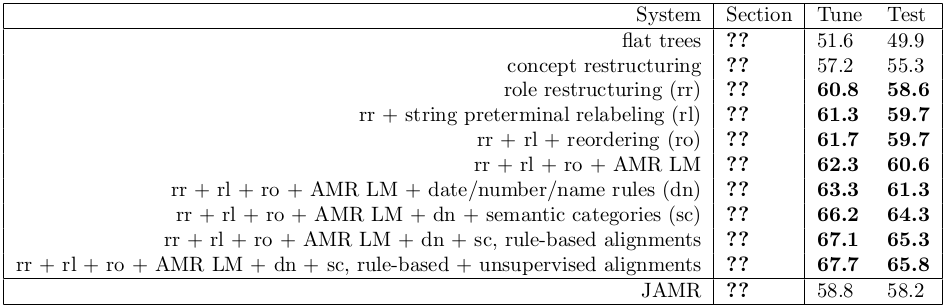 System Section Tune Test
flat trees ?? 51.6 49.9
concept restructuring ?? 57.2 55.3
role restructuring (rr) ?? 60.8 58.6
rr + string preterminal relabeling (rl) ?? 61.3 59.7
rr + rl + reordering (ro) ?? 61.7 59.7
rr + rl + ro + AMR LM ?? 62.3 60.6
rr + rl + ro + AMR LM + date/number/name rules (dn) ?? 63.3 61.3
rr + rl + ro + AMR LM + dn + semantic categories (sc) ?? 66.2 64.3
rr + rl + ro + AMR LM + dn + sc, rule-based alignments ?? 67.1 65.3
rr + rl + ro + AMR LM + dn + sc, rule-based + unsupervised alignments ?? 67.7 65.8
JAMR ?? 58.8 58.2